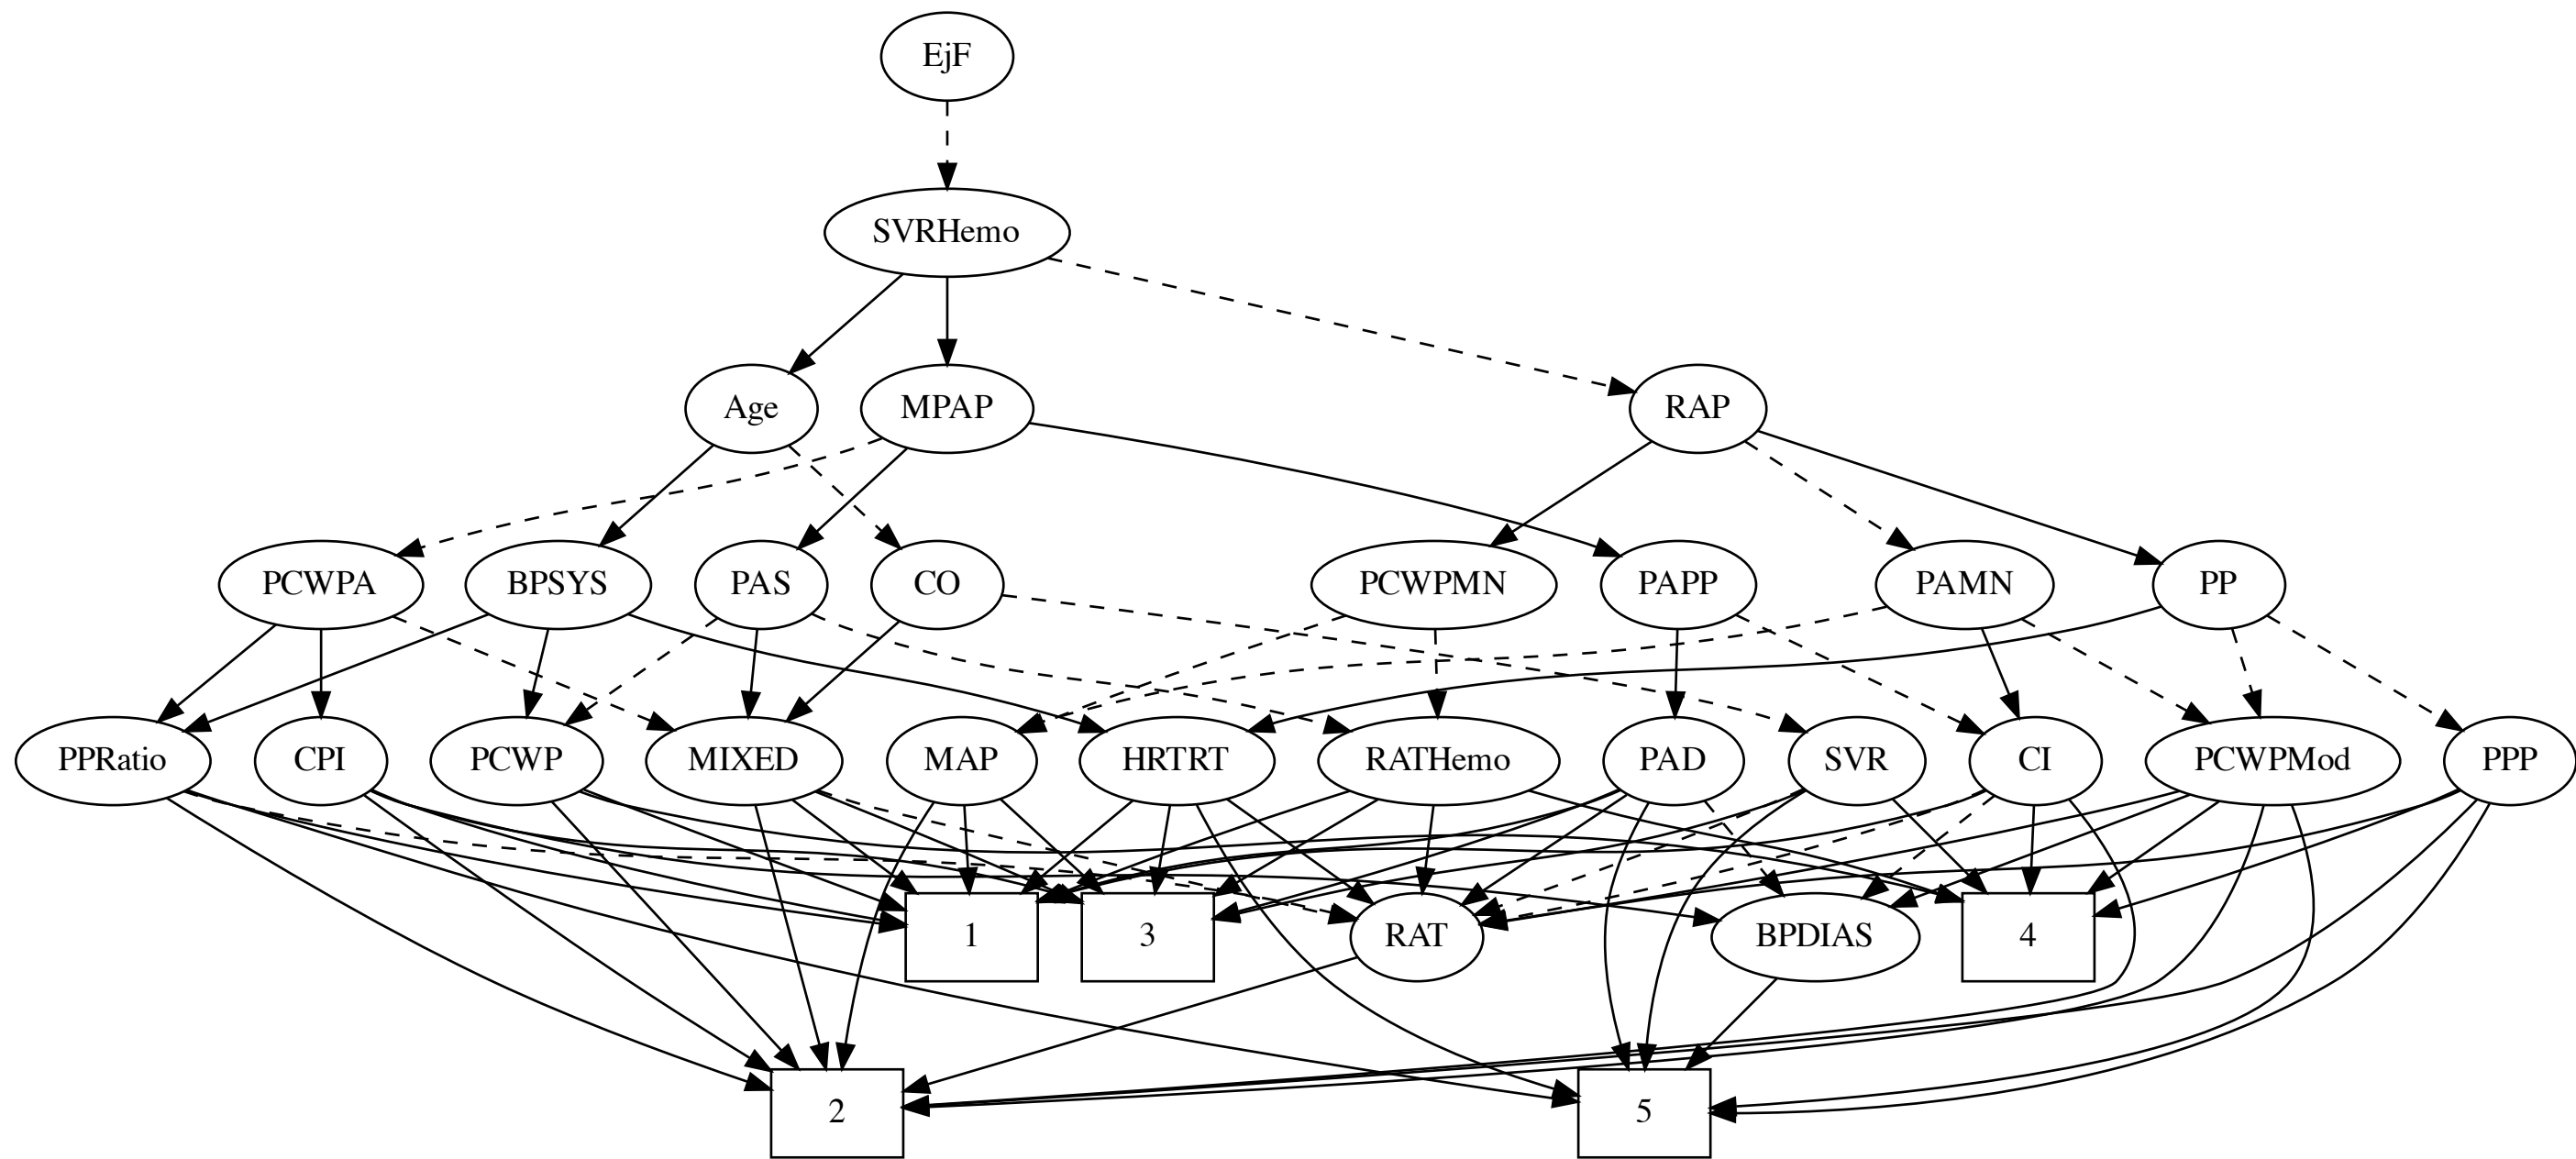 EjF
SVRHemo
Age
MPAP
RAP
PCWPA
BPSYS
PAS
CO
PCWPMN
PAPP
PAMN
PP
PPRatio
CPI
PCWP
MIXED
MAP
HRTRT
RATHemo
PAD
SVR
CI
PCWPMod
PPP
1
3
RAT
BPDIAS
4
2
5